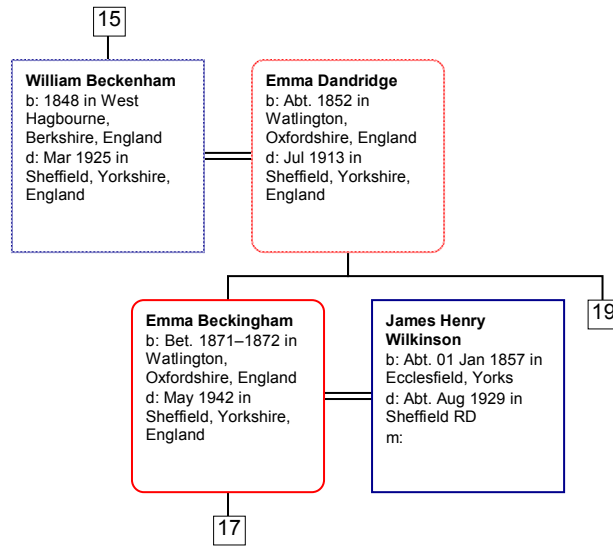 15
William Beckenham
b: 1848 in West
Hagbourne,
Berkshire, England
d: Mar 1925 in
Sheffield, Yorkshire,
England
Emma Dandridge
b: Abt. 1852 in
Watlington,
Oxfordshire, England
d: Jul 1913 in
Sheffield, Yorkshire,
England
19
Emma Beckingham
b: Bet. 1871–1872 in
Watlington,
Oxfordshire, England
d: May 1942 in
Sheffield, Yorkshire,
England
James Henry
Wilkinson
b: Abt. 01 Jan 1857 in
Ecclesfield, Yorks
d: Abt. Aug 1929 in
Sheffield RD
m:
17